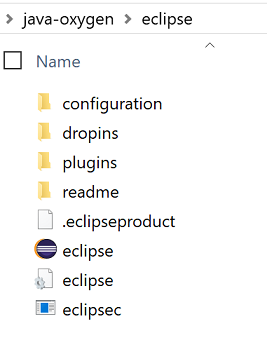 java-oxygen eclipse
Name
configuration
dropins
plugins
readme
.eclipseproduct
eclipse
eclipse
eclipsec